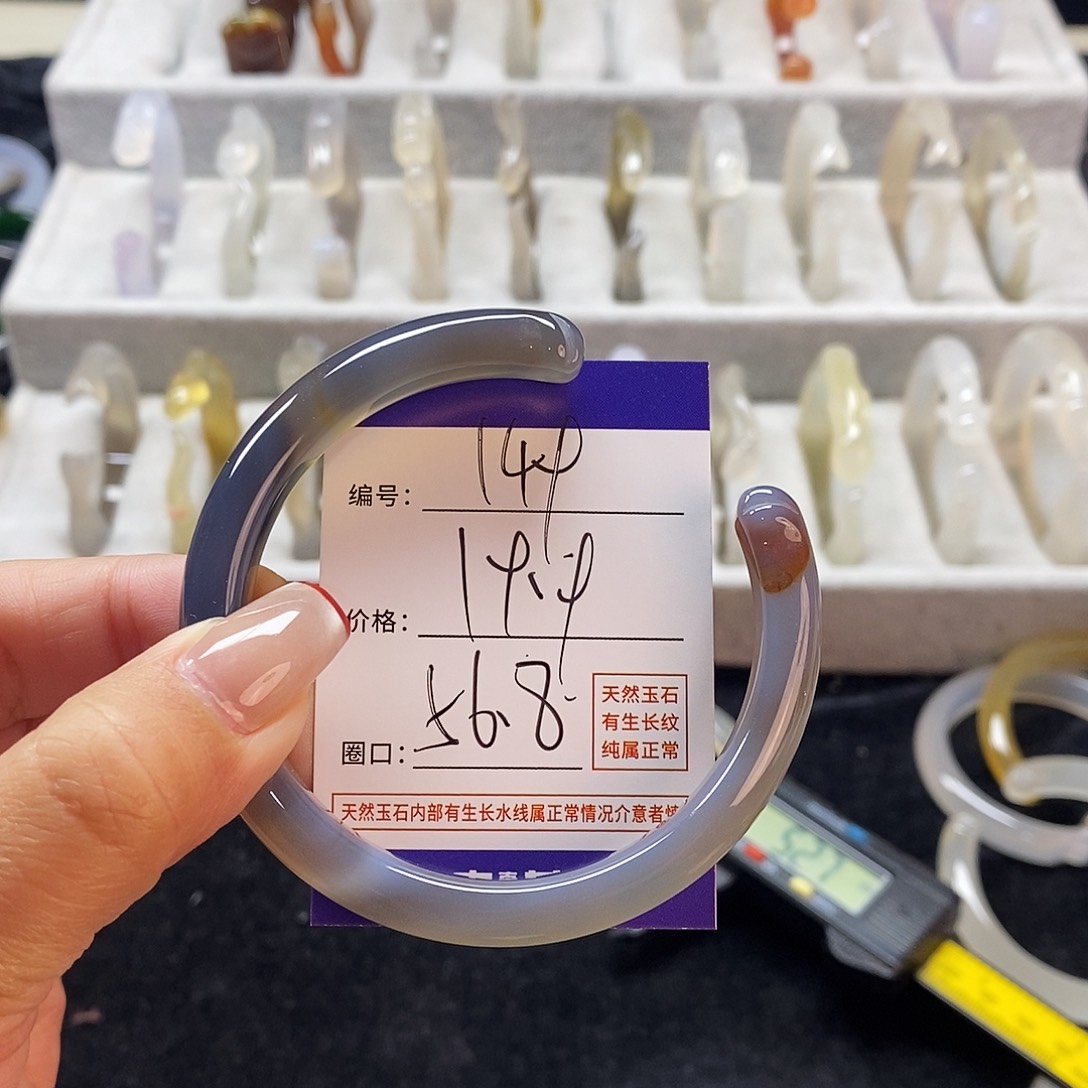 编号：149
价格：
圈口：56.8
天然玉石
有生长纹
纯属正常
天然玉石内部有生长水线属正常情况介意者慎